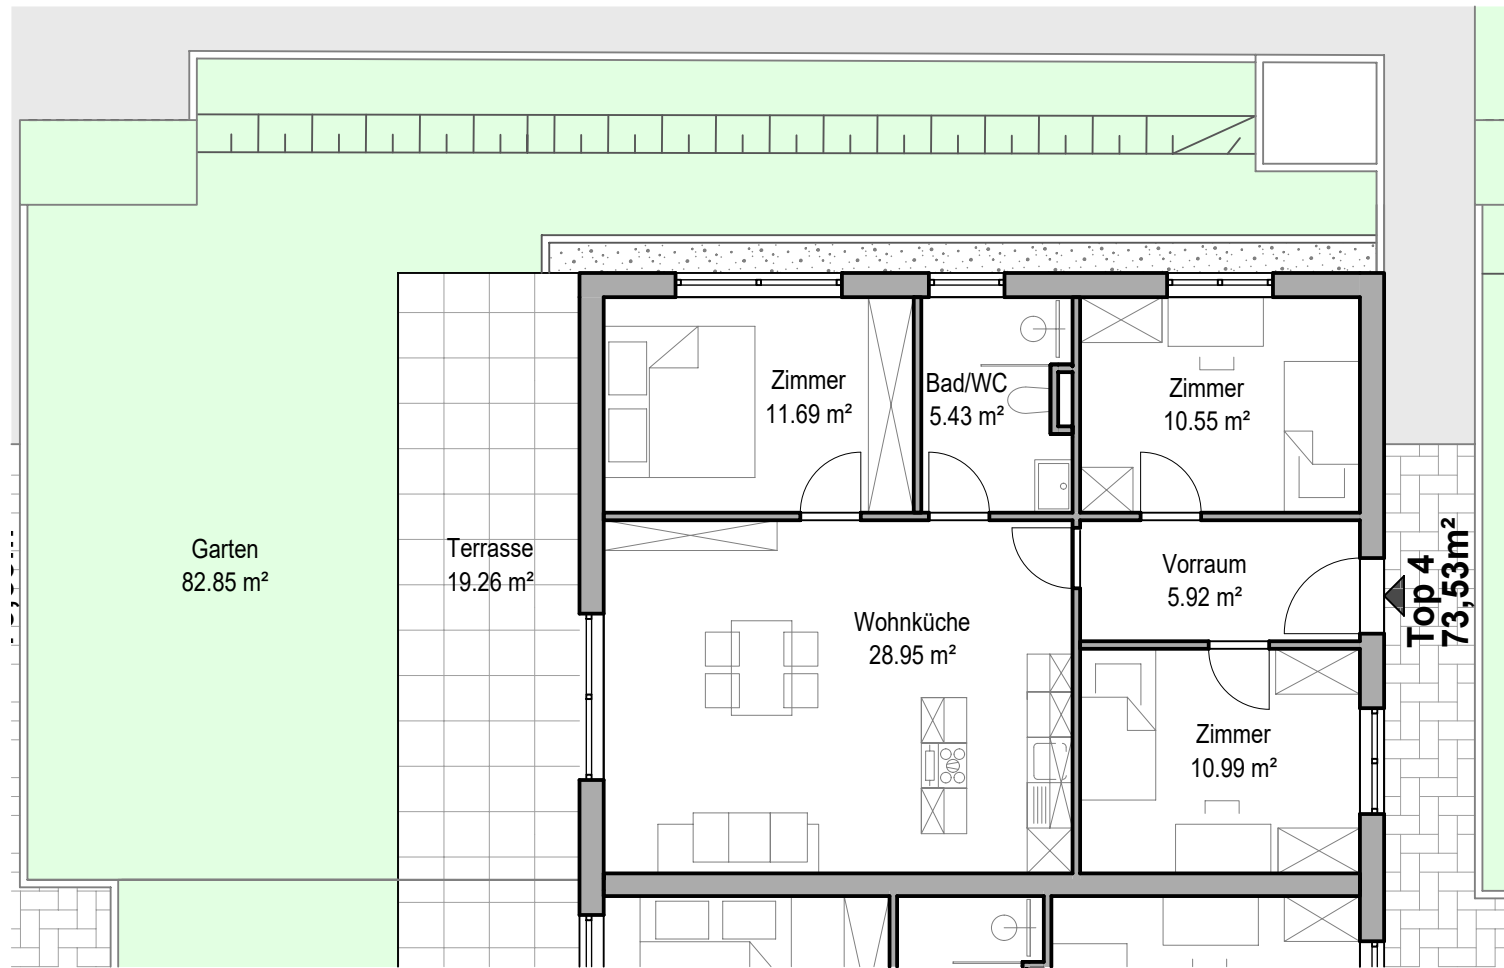 Zimmer
11.69 m²
Bad/WC
5.43 m²
Zimmer
10.55 m²
Garten
82.85 m²
Terrasse
19.26 m²
Vorraum
5.92 m²
Top 4
73,53m²
Wohnküche
28.95 m²
Zimmer
10.99 m²